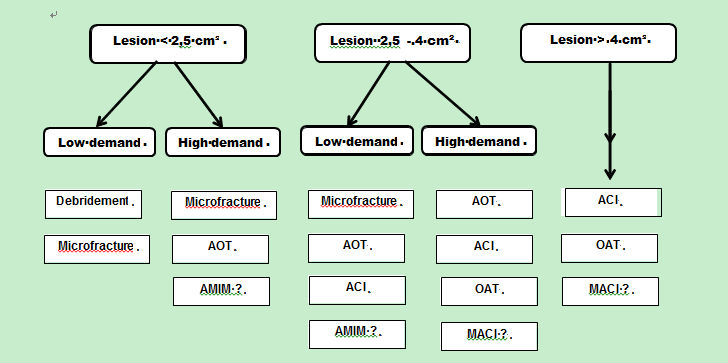 Lesion < 2,5 cm².
Lesion 2,5 -.4 cm².
Lesion >.4 cm².
Low demand.
High demand.
Low demand.
High demand.
Debridement.
Microfracture.
Microfracture.
AOT.
ACI.
Microfracture.
AOT.
AOT.
ACI.
OAT.
AMIM ?.
ACI.
OAT.
MACI ?.
AMIM ?.
MACI ?.